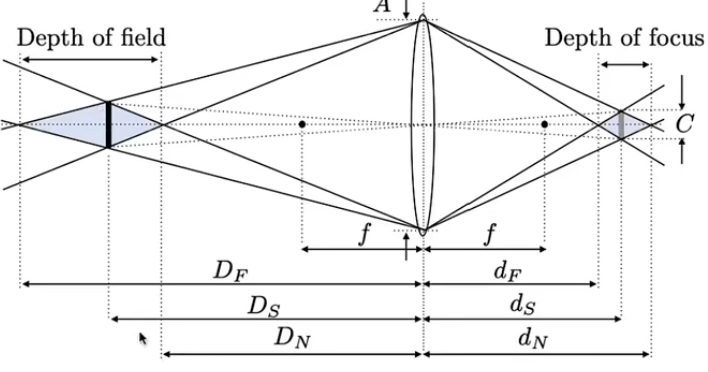 A
Depth of field
Depth of focus
C
f
f
D_F
d_F
D_S
d_S
D_N
d_N